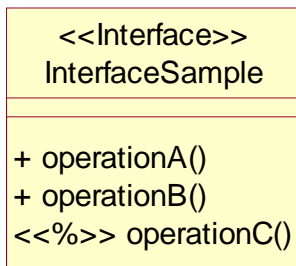 <<Interface>>
InterfaceSample
+ operationA()
+ operationB()
<<%>> operationC()